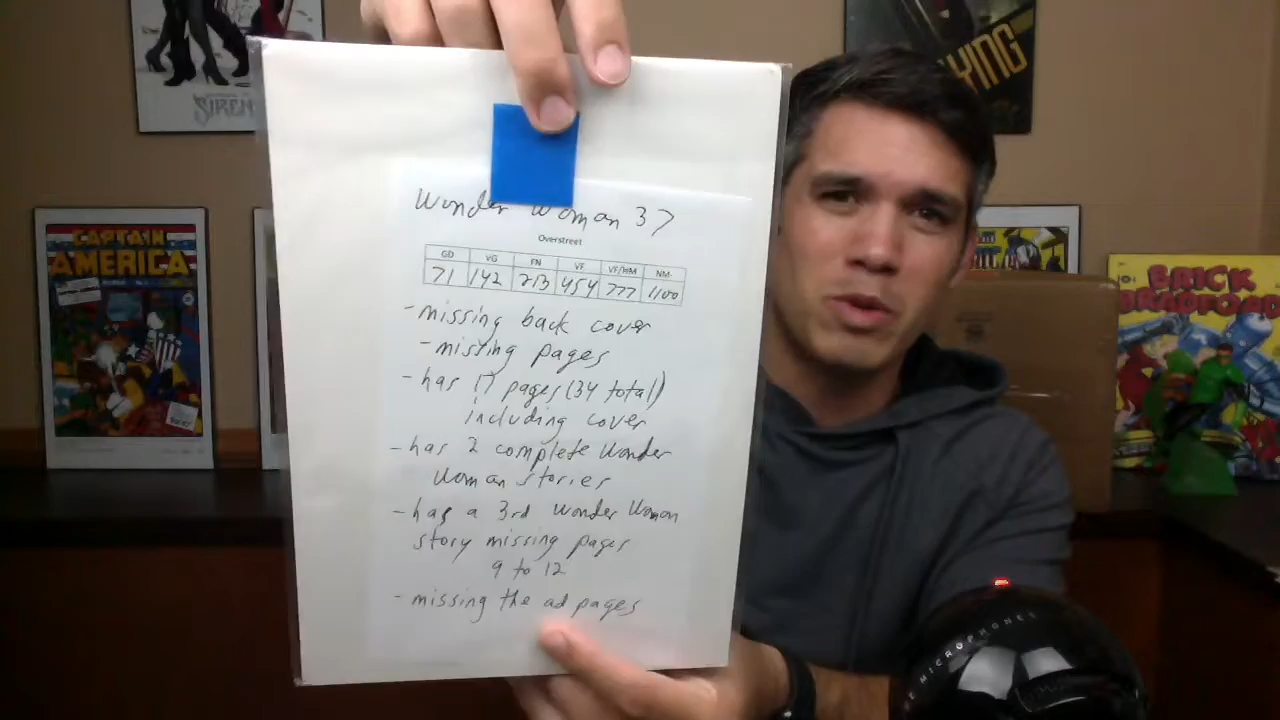 SIREN
YING
Wonder Woman 37
Overstreet
GD VG FN VF VF/NM NM-
71 142 213 454 777 1100
- missing back cover
- missing pages
- has 17 pages (34 total)
including cover
- has 2 complete Wonder
Woman stories
- has a 3rd Wonder Woman
story missing pages
9 to 12
- missing the ad pages
CAPTAIN
AMERICA
BRICK
BRADFORD
E MICROPHONES